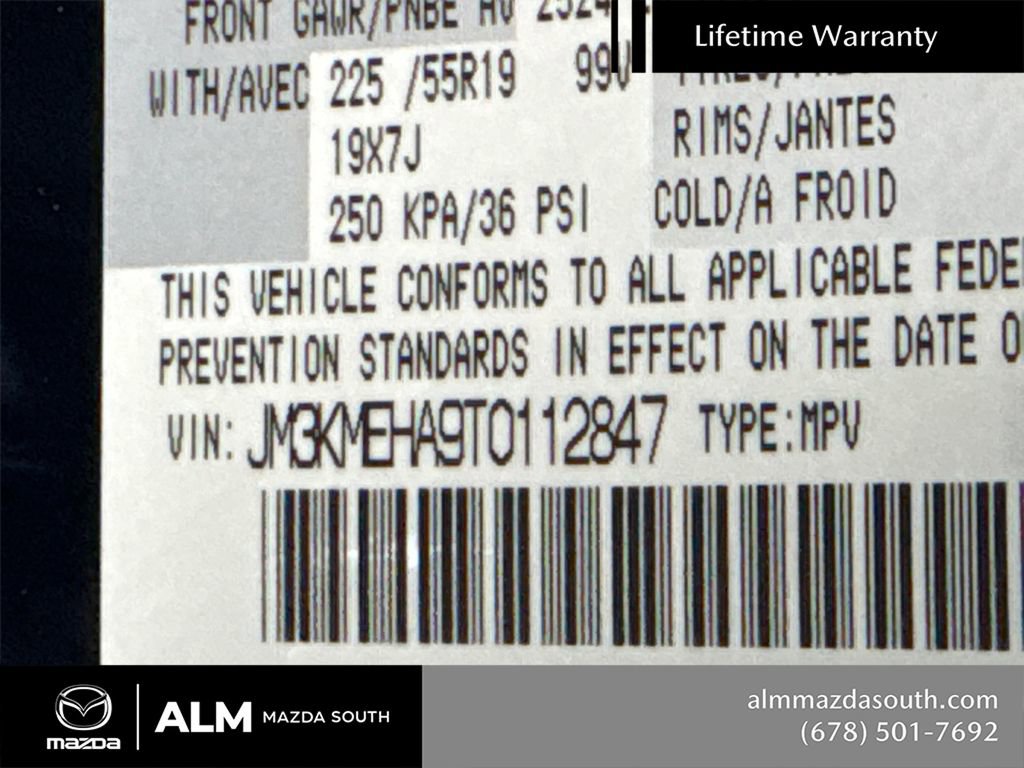 FRONT GAWR/PNBE AV
Lifetime Warranty
WITH/AVEC 225 /55R19 99V
19X7J RIMS/JANTES
250 KPA/36 PSI COLD/A FROID
THIS VEHICLE CONFORMS TO ALL APPLICABLE FEDE
PREVENTION STANDARDS IN EFFECT ON THE DATE O
VIN: JM3KMEHA9T0112847 TYPE:MPV
mazda
ALM MAZDA SOUTH
almmazdasouth.com
(678) 501-7692